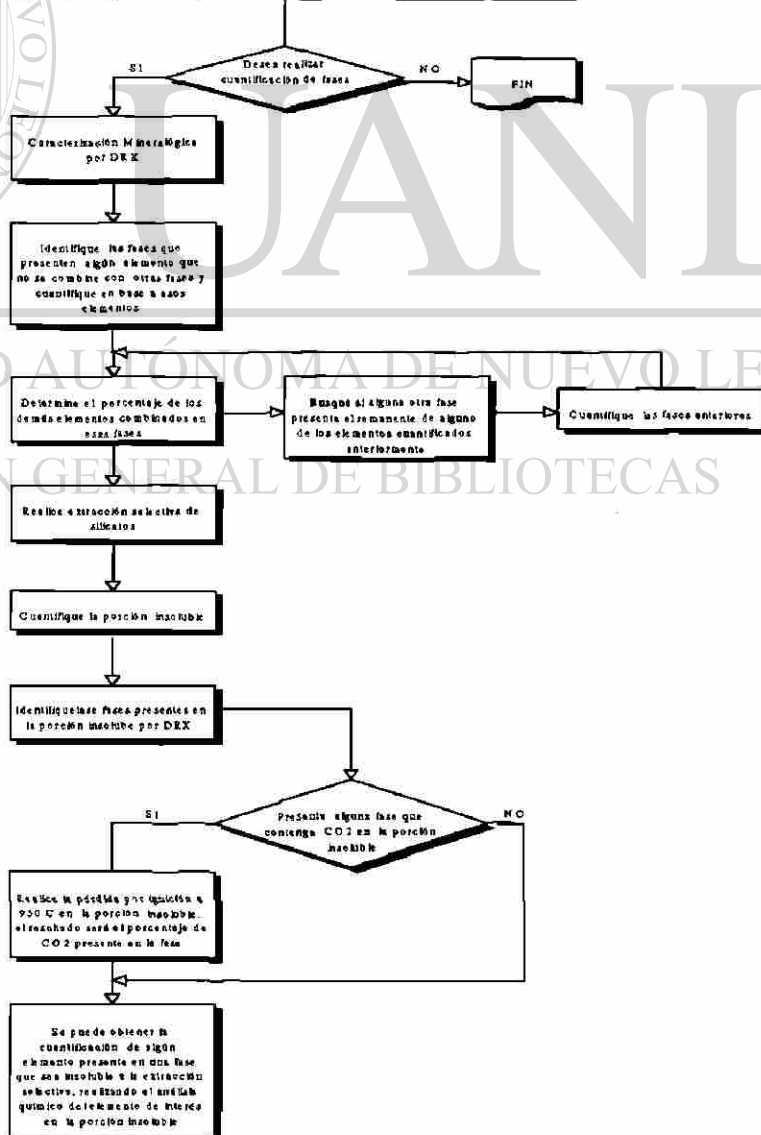 VO LEO
UANL
Desea realizar
cuantificación de fases
SI
NO
FIN
Caracterización Mineralógica
por DRX
Identifique las fases que
presenten algún elemento que
no se combine con otras fases y
cuantifique en base a esos
elementos
AUTÓNOMA DE NUEVO LE
Determine el porcentaje de los
demás elementos combinados en
esas fases
Busque si alguna otra fase
presenta el remanente de alguno
de los elementos cuantificados
anteriormente
Cuantifique las fases anteriores
N GENERAL DE BIBLIOTECAS
Realice extracción selectiva de
silicatos
Cuantifique la porción insoluble
Identifique las fases presentes en
la porción insoluble por DRX
Presenta alguna fase que
contenga CO2 en la porción
insoluble
SI
NO
Realice la pérdida por ignición a
950 C en la porción insoluble,
el resultado será el porcentaje de
CO2 presente en la fase
Se puede obtener la
cuantificación de algún
elemento presente en una fase
que sea insoluble a la extracción
selectiva, realizando el análisis
químico del elemento de interés
en la porción insoluble